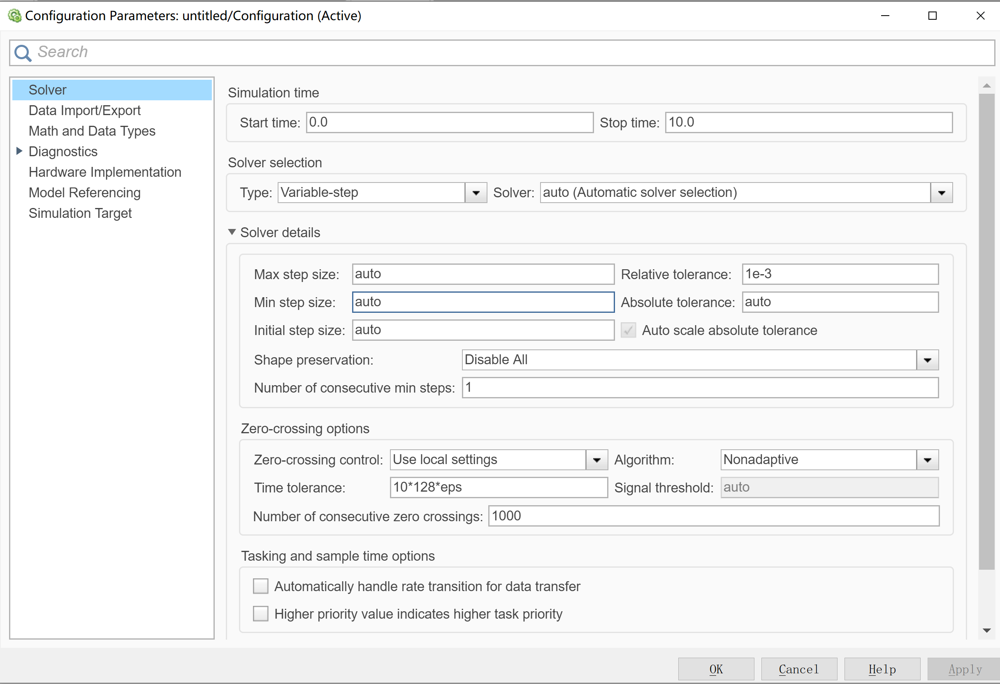 Configuration Parameters: untitled/Configuration (Active)
Search
Solver
Data Import/Export
Math and Data Types
Diagnostics
Hardware Implementation
Model Referencing
Simulation Target
Simulation time
Start time: 0.0 Stop time: 10.0
Solver selection
Type: Variable-step Solver: auto (Automatic solver selection)
Solver details
Max step size: auto Relative tolerance: 1e-3
Min step size: auto Absolute tolerance: auto
Initial step size: auto Auto scale absolute tolerance
Shape preservation: Disable All
Number of consecutive min steps: 1
Zero-crossing options
Zero-crossing control: Use local settings Algorithm: Nonadaptive
Time tolerance: 10*128*eps Signal threshold: auto
Number of consecutive zero crossings: 1000
Tasking and sample time options
Automatically handle rate transition for data transfer
Higher priority value indicates higher task priority
OK Cancel Help Apply